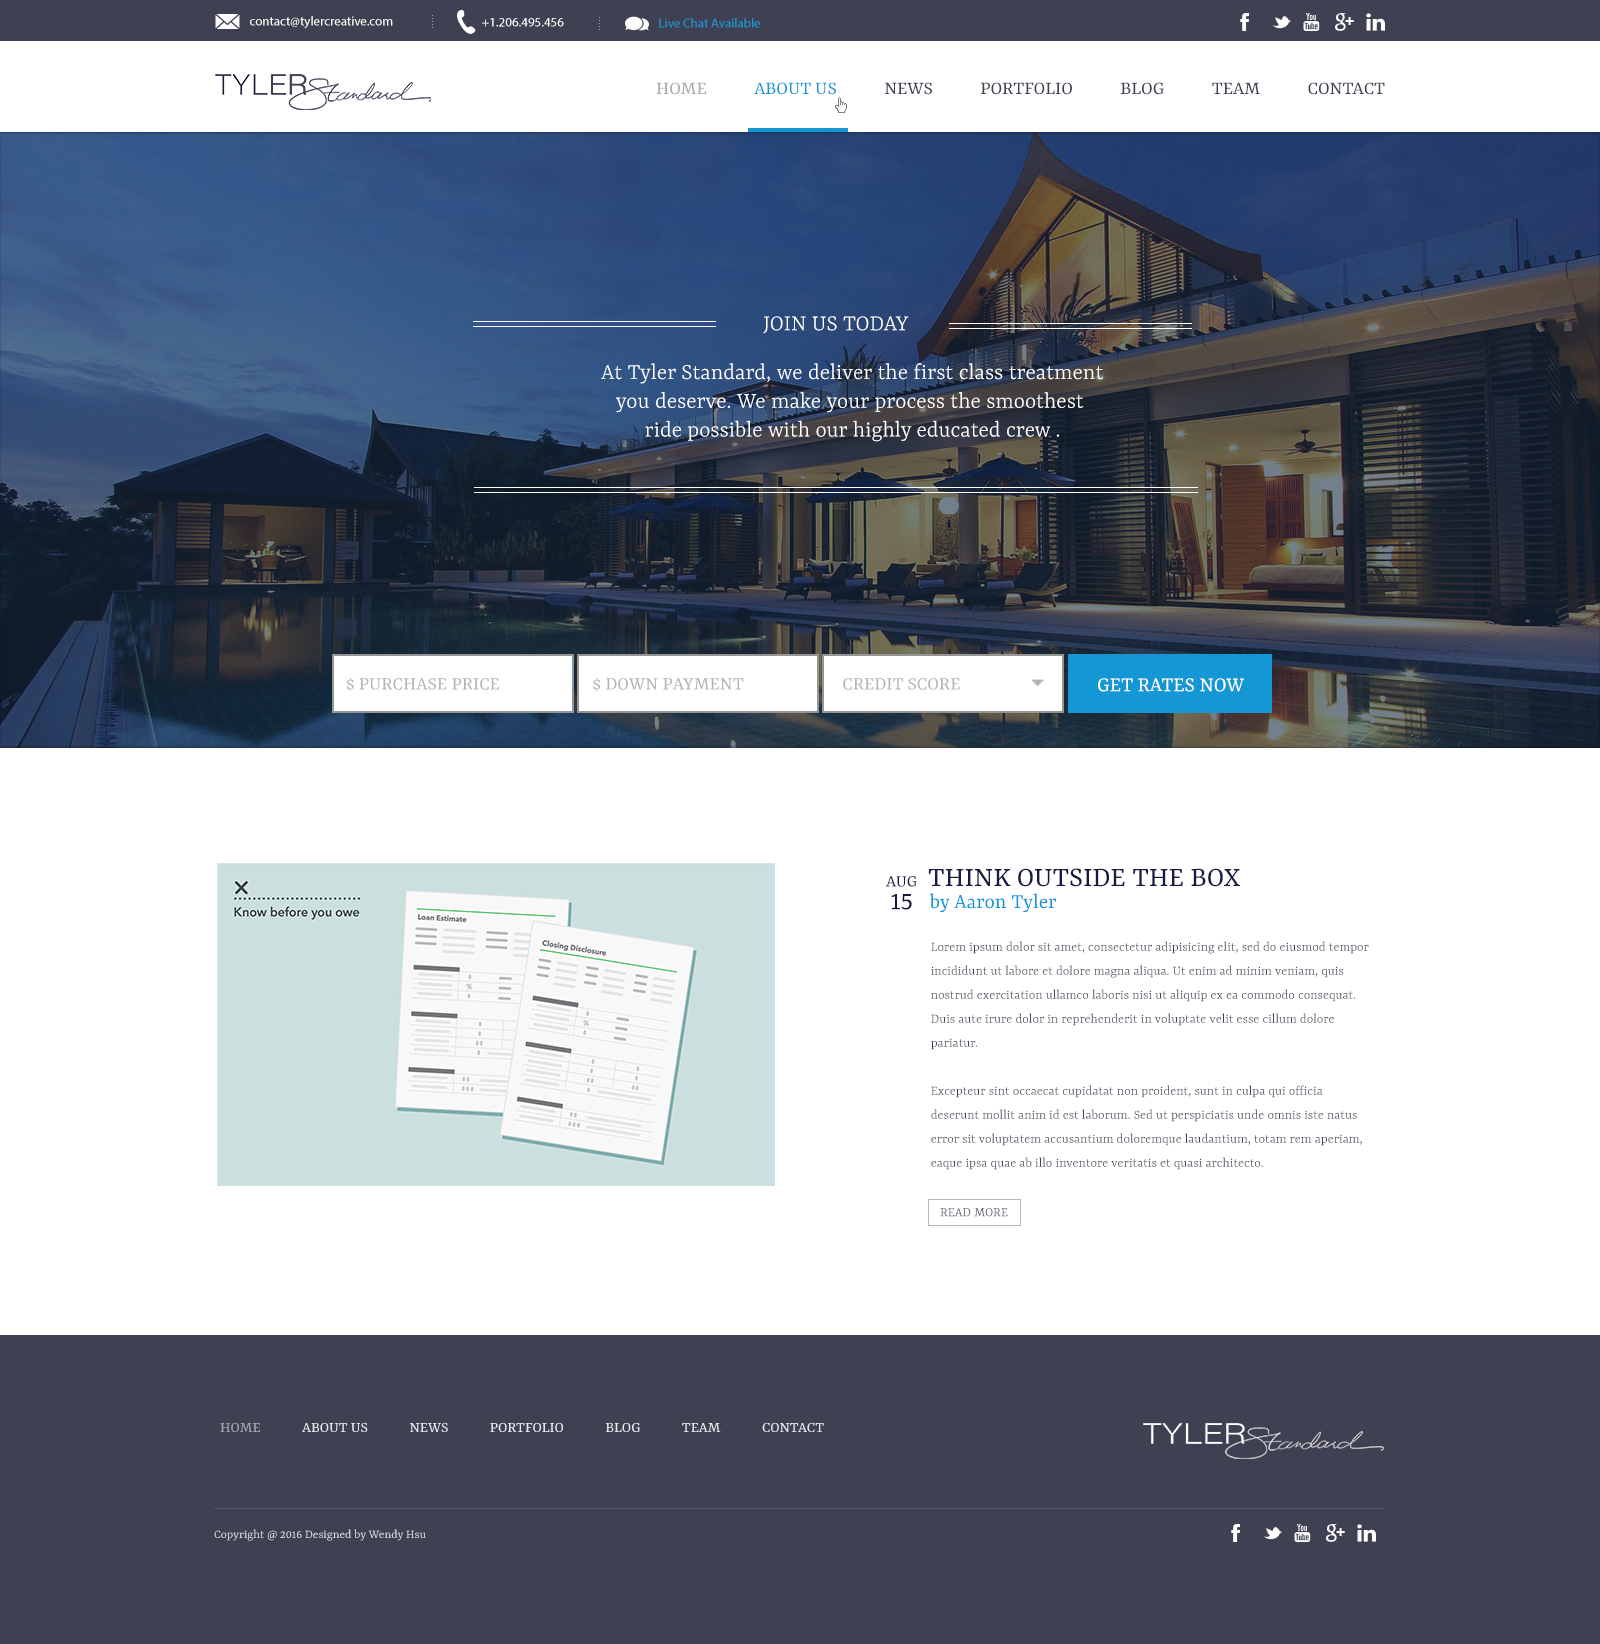 contact@tylercreative.com
+1.206.495.456
Live Chat Available
f You Tube g+ in
TYLER Standard
HOME ABOUT US NEWS PORTFOLIO BLOG TEAM CONTACT
JOIN US TODAY
At Tyler Standard, we deliver the first class treatment
you deserve. We make your process the smoothest
ride possible with our highly educated crew .
$ PURCHASE PRICE
$ DOWN PAYMENT
CREDIT SCORE
GET RATES NOW
Know before you owe
Loan Estimate
Closing Disclosure
AUG
15
THINK OUTSIDE THE BOX
by Aaron Tyler
Lorem ipsum dolor sit amet, consectetur adipisicing elit, sed do eiusmod tempor
incididunt ut labore et dolore magna aliqua. Ut enim ad minim veniam, quis
nostrud exercitation ullamco laboris nisi ut aliquip ex ea commodo consequat.
Duis aute irure dolor in reprehenderit in voluptate velit esse cillum dolore
pariatur.
Excepteur sint occaecat cupidatat non proident, sunt in culpa qui officia
deserunt mollit anim id est laborum. Sed ut perspiciatis unde omnis iste natus
error sit voluptatem accusantium doloremque laudantium, totam rem aperiam,
eaque ipsa quae ab illo inventore veritatis et quasi architecto.
READ MORE
HOME ABOUT US NEWS PORTFOLIO BLOG TEAM CONTACT
TYLER Standard
Copyright @ 2016 Designed by Wendy Hsu
f You Tube g+ in